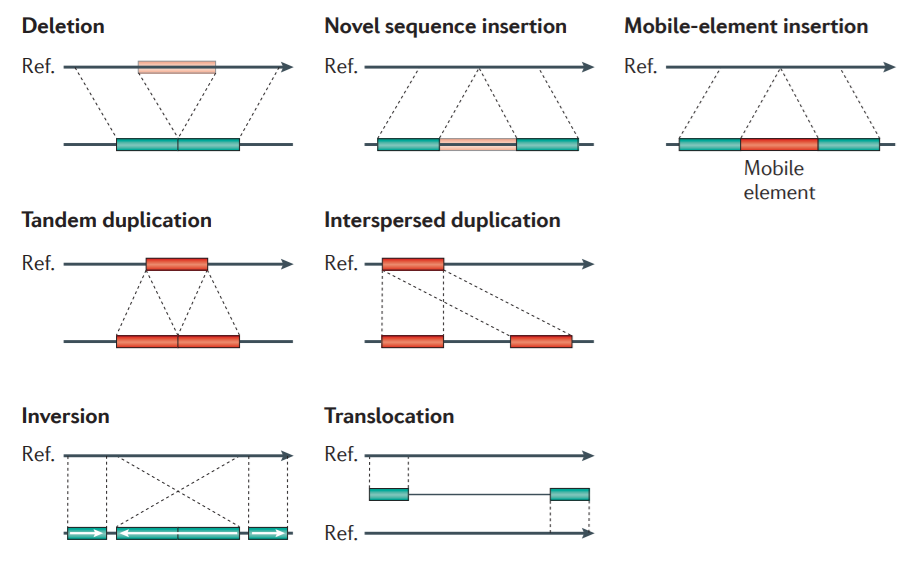 Deletion
Novel sequence insertion
Mobile-element insertion
Ref.
Ref.
Ref.
Mobile
element
Tandem duplication
Interspersed duplication
Ref.
Ref.
Inversion
Translocation
Ref.
Ref.
Ref.